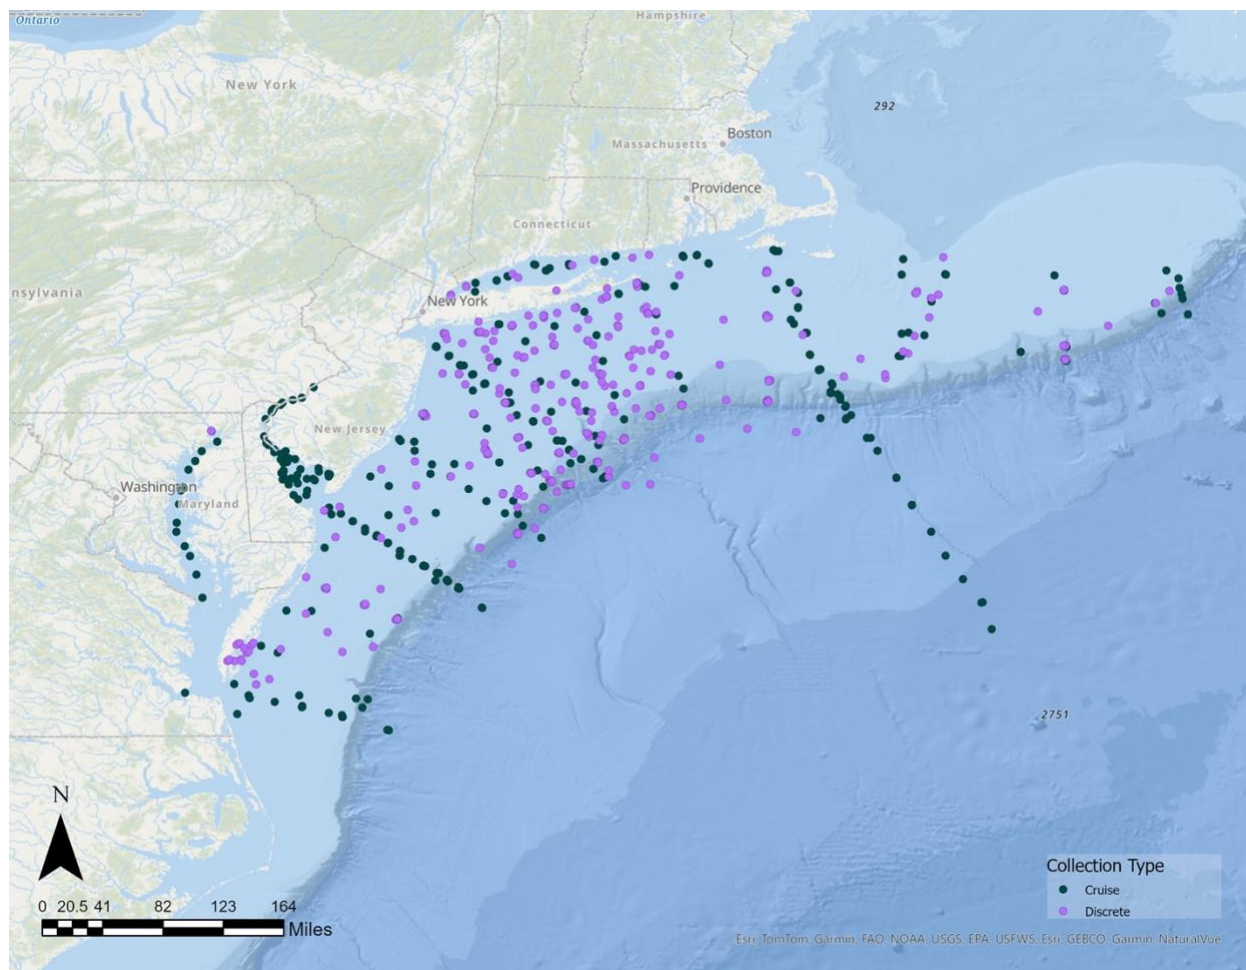 Ontario
Hampshire
New York
292
Boston
Massachusetts
Providence
Connecticut
nsylvania
New York
New Jersey
Washington
Maryland
2751
N
0 20.5 41 82 123 164
Miles
Collection Type
Cruise
Discrete
Esri, TomTom, Garmin, FAO, NOAA, USGS, EPA, USFWS, Esri, GEBCO, Garmin, NaturalVue